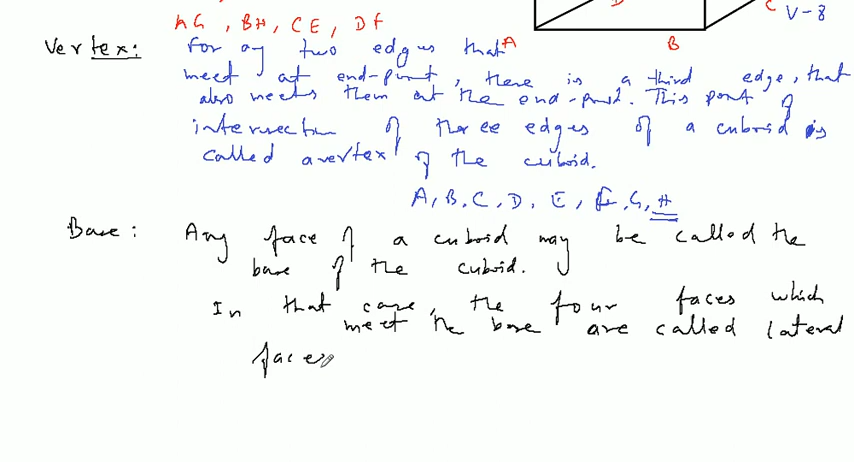 AG, BH, CE, DF
D
C
V-8
A
B
Vertex: For any two edges that
meet at end-point, there is a third edge, that
also meets them at the end-point. This point of
intersection of three edges of a cuboid is
called a vertex of the cuboid.
A, B, C, D, E, F, G, H
Base: Any face of a cuboid may be called the
base of the cuboid.
In that case, the four faces which
meet the base are called lateral
faces